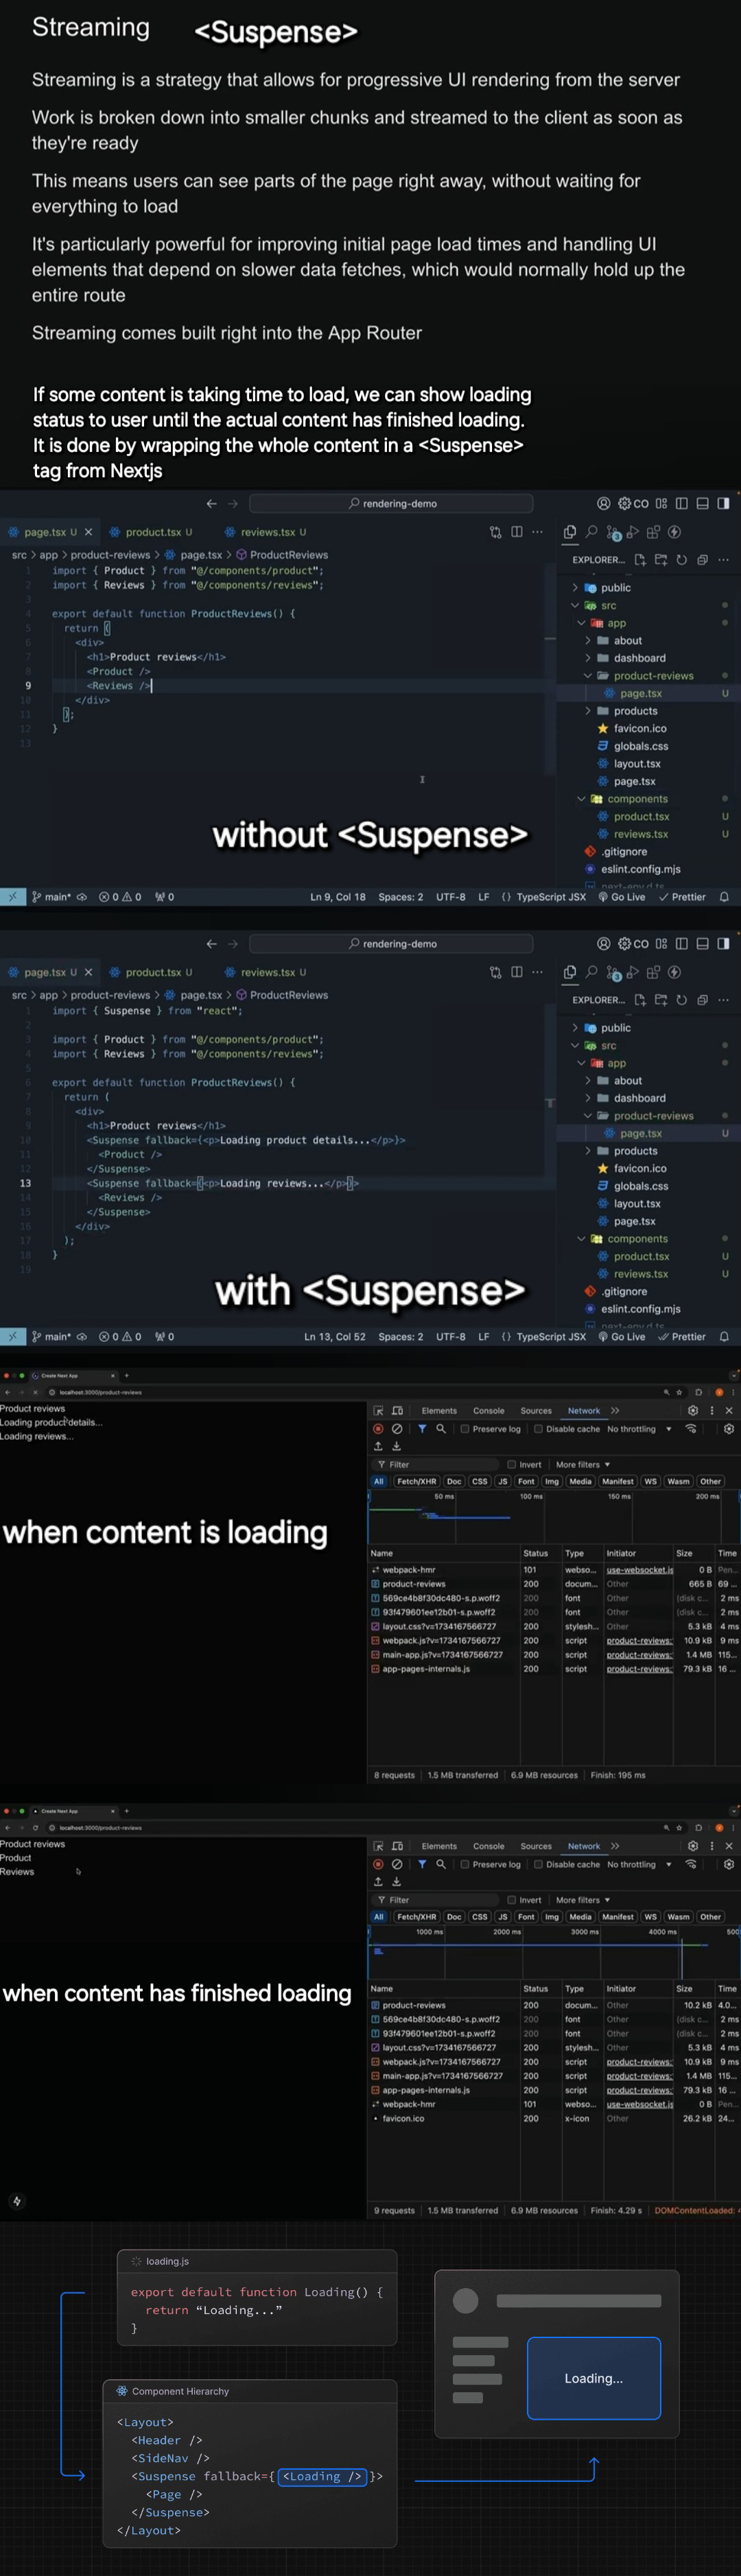 Streaming <Suspense>
Streaming is a strategy that allows for progressive UI rendering from the server
Work is broken down into smaller chunks and streamed to the client as soon as
they're ready
This means users can see parts of the page right away, without waiting for
everything to load
It's particularly powerful for improving initial page load times and handling UI
elements that depend on slower data fetches, which would normally hold up the
entire route
Streaming comes built right into the App Router
If some content is taking time to load, we can show loading
status to user until the actual content has finished loading.
It is done by wrapping the whole content in a <Suspense>
tag from Nextjs
rendering-demo
CO
page.tsx U
product.tsx U
reviews.tsx U
src > app > product-reviews > page.tsx > ProductReviews
EXPLORER...
1 import { Product } from "@/components/product";
2 import { Reviews } from "@/components/reviews";
3
4 export default function ProductReviews() {
5 return (
6 <div>
7 <h1>Product reviews</h1>
8 <Product />
9 <Reviews />
10 </div>
11 );
12 }
13
public
src
app
about
dashboard
product-reviews
page.tsx U
products
favicon.ico
globals.css
layout.tsx
page.tsx
components
product.tsx U
reviews.tsx U
.gitignore
eslint.config.mjs
next-env.d.ts
without <Suspense>
main* 0 0 0 Ln 9, Col 18 Spaces: 2 UTF-8 LF {} TypeScript JSX Go Live Prettier
rendering-demo
CO
page.tsx U
product.tsx U
reviews.tsx U
src > app > product-reviews > page.tsx > ProductReviews
EXPLORER...
1 import { Suspense } from "react";
2
3 import { Product } from "@/components/product";
4 import { Reviews } from "@/components/reviews";
5
6 export default function ProductReviews() {
7 return (
8 <div>
9 <h1>Product reviews</h1>
10 <Suspense fallback={<p>Loading product details...</p>}>
11 <Product />
12 </Suspense>
13 <Suspense fallback={<p>Loading reviews...</p>}>
14 <Reviews />
15 </Suspense>
16 </div>
17 );
18 }
19
public
src
app
about
dashboard
product-reviews
page.tsx U
products
favicon.ico
globals.css
layout.tsx
page.tsx
components
product.tsx U
reviews.tsx U
.gitignore
eslint.config.mjs
next-env.d.ts
with <Suspense>
main* 0 0 0 Ln 13, Col 52 Spaces: 2 UTF-8 LF {} TypeScript JSX Go Live Prettier
Create Next App
localhost:3000/product-reviews
Product reviews
Loading product details...
Loading reviews...
when content is loading
Elements Console Sources Network
Preserve log Disable cache No throttling
Filter Invert More filters
All Fetch/XHR Doc CSS JS Font Img Media Manifest WS Wasm Other
50 ms 100 ms 150 ms 200 ms
Name Status Type Initiator Size Time
webpack-hmr 101 webso... use-websocket.js 0 B Pen...
product-reviews 200 docum... Other 665 B 69 ...
569ce4b8f30dc480-s.p.woff2 200 font Other (disk c... 2 ms
93f479601ee12b01-s.p.woff2 200 font Other (disk c... 2 ms
layout.css?v=1734167566727 200 stylesh... Other 5.3 kB 4 ms
webpack.js?v=1734167566727 200 script product-reviews: 10.9 kB 9 ms
main-app.js?v=1734167566727 200 script product-reviews: 1.4 MB 115...
app-pages-internals.js 200 script product-reviews: 79.3 kB 16 ...
8 requests 1.5 MB transferred 6.9 MB resources Finish: 195 ms
Create Next App
localhost:3000/product-reviews
Product reviews
Product
Reviews
when content has finished loading
Elements Console Sources Network
Preserve log Disable cache No throttling
Filter Invert More filters
All Fetch/XHR Doc CSS JS Font Img Media Manifest WS Wasm Other
1000 ms 2000 ms 3000 ms 4000 ms 500
Name Status Type Initiator Size Time
product-reviews 200 docum... Other 10.2 kB 4.0...
569ce4b8f30dc480-s.p.woff2 200 font Other (disk c... 2 ms
93f479601ee12b01-s.p.woff2 200 font Other (disk c... 2 ms
layout.css?v=1734167566727 200 stylesh... Other 5.3 kB 4 ms
webpack.js?v=1734167566727 200 script product-reviews: 10.9 kB 9 ms
main-app.js?v=1734167566727 200 script product-reviews: 1.4 MB 115...
app-pages-internals.js 200 script product-reviews: 79.3 kB 16 ...
webpack-hmr 101 webso... use-websocket.js 0 B Pen...
favicon.ico 200 x-icon Other 26.2 kB 24...
9 requests 1.5 MB transferred 6.9 MB resources Finish: 4.29 s DOMContentLoaded:
loading.js
export default function Loading() {
return “Loading...”
}
Loading...
Component Hierarchy
<Layout>
<Header />
<SideNav />
<Suspense fallback={ <Loading /> }>
<Page />
</Suspense>
</Layout>